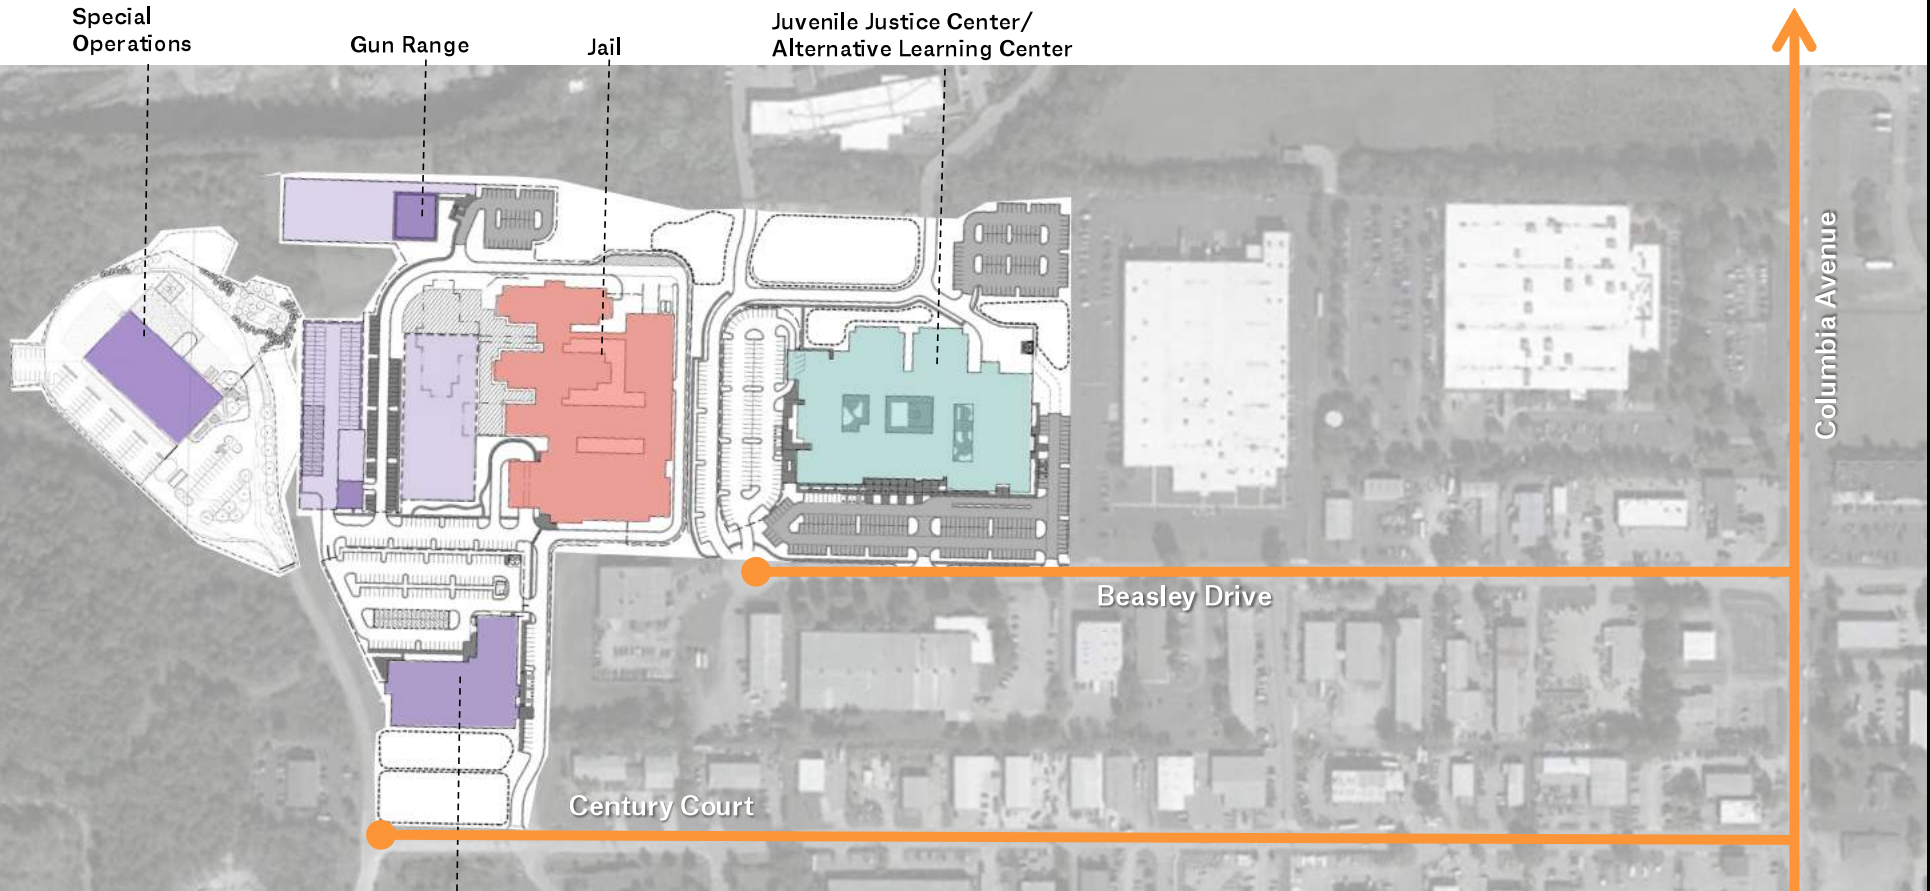 Special
Operations
Gun Range
Jail
Juvenile Justice Center/
Alternative Learning Center
Columbia Avenue
Beasley Drive
Century Court